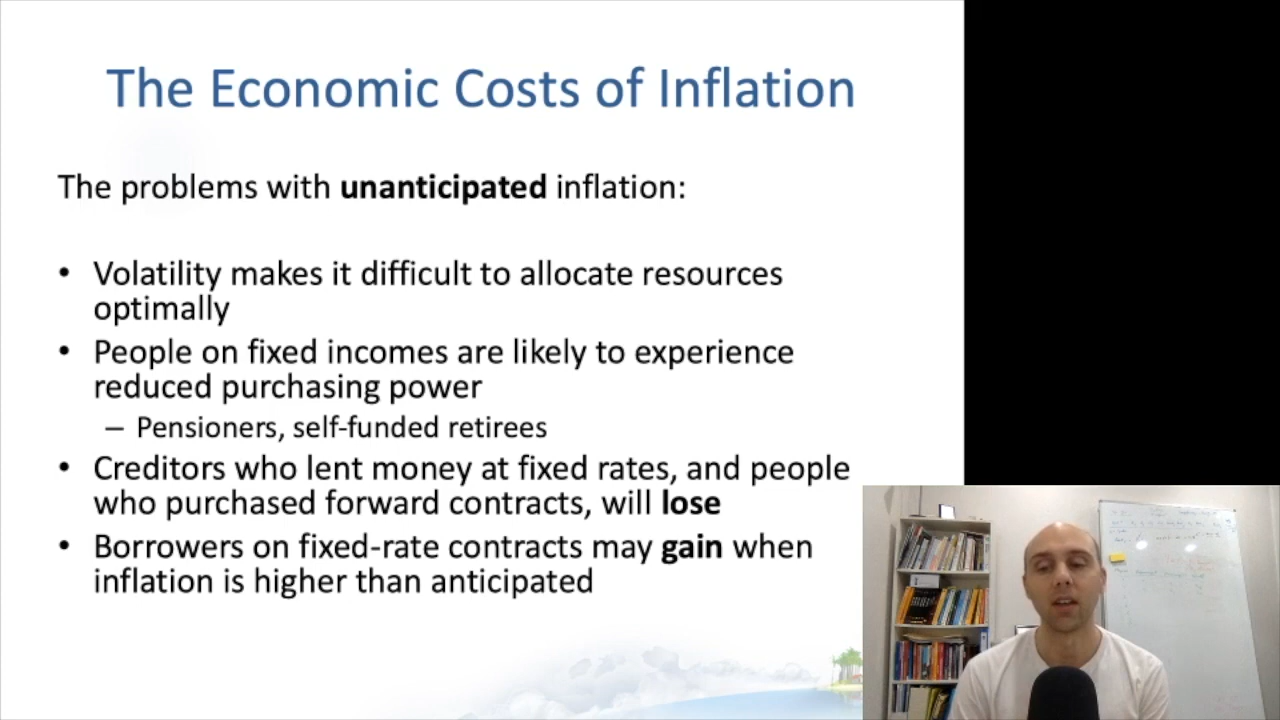 The Economic Costs of Inflation
The problems with unanticipated inflation:
• Volatility makes it difficult to allocate resources
optimally
• People on fixed incomes are likely to experience
reduced purchasing power
– Pensioners, self-funded retirees
• Creditors who lent money at fixed rates, and people
who purchased forward contracts, will lose
• Borrowers on fixed-rate contracts may gain when
inflation is higher than anticipated